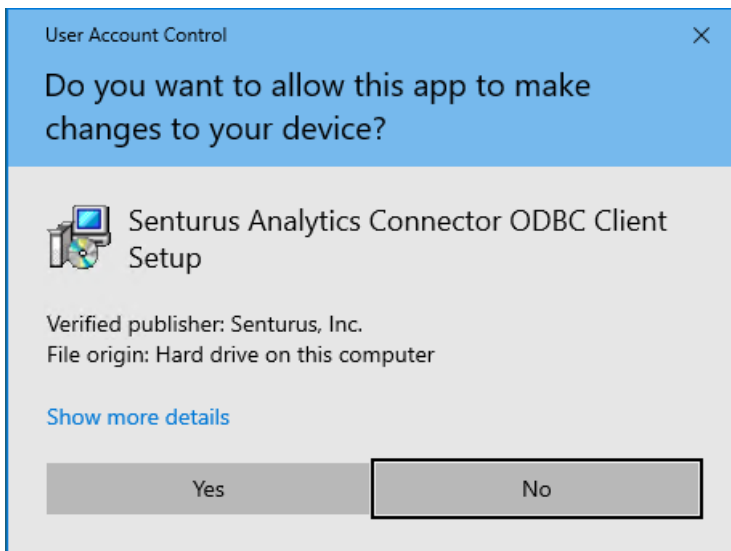 User Account Control
Do you want to allow this app to make
changes to your device?
Senturus Analytics Connector ODBC Client
Setup
Verified publisher: Senturus, Inc.
File origin: Hard drive on this computer
Show more details
Yes
No